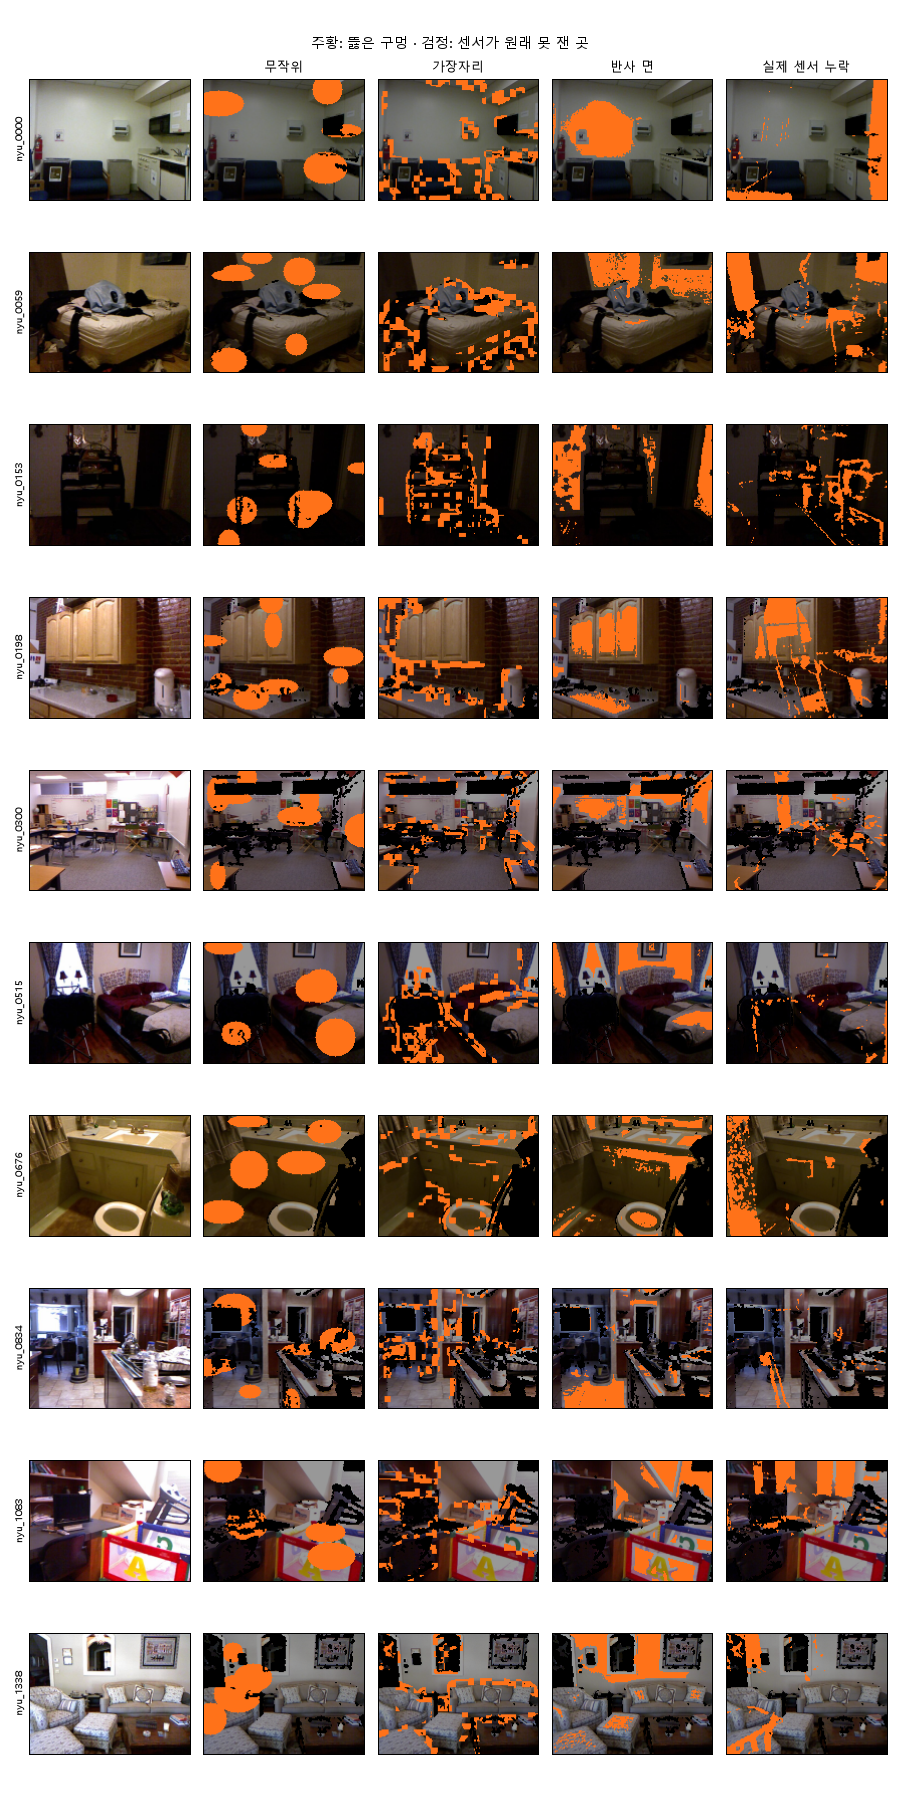 주황: 뚫은 구멍 · 검정: 센서가 원래 못 잰 곳
무작위 가장자리 반사 면 실제 센서 누락
nyu_0000
nyu_0059
nyu_0153
nyu_0198
nyu_0300
nyu_0515
nyu_0676
nyu_0834
nyu_1083
nyu_1338